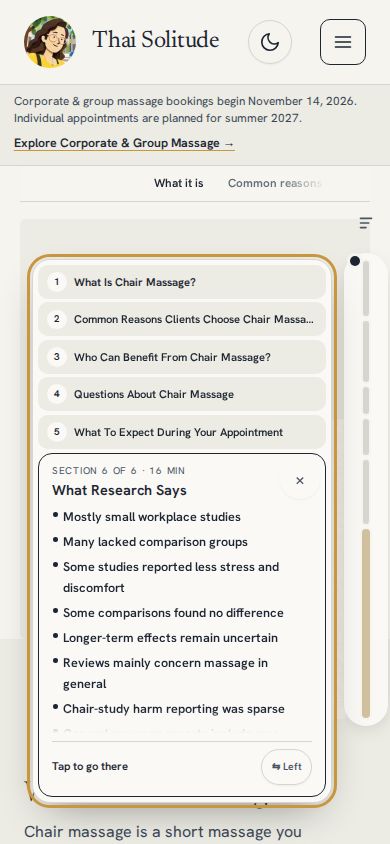 Thai Solitude
Corporate & group massage bookings begin November 14, 2026.
Individual appointments are planned for summer 2027.
Explore Corporate & Group Massage →
What it is
Common reasons
1 What Is Chair Massage?
2 Common Reasons Clients Choose Chair Massa...
3 Who Can Benefit From Chair Massage?
4 Questions About Chair Massage
5 What To Expect During Your Appointment
SECTION 6 OF 6 · 16 MIN
What Research Says
• Mostly small workplace studies
• Many lacked comparison groups
• Some studies reported less stress and
discomfort
• Some comparisons found no difference
• Longer-term effects remain uncertain
• Reviews mainly concern massage in
general
• Chair-study harm reporting was sparse
Tap to go there
⇆ Left
Chair massage is a short massage you